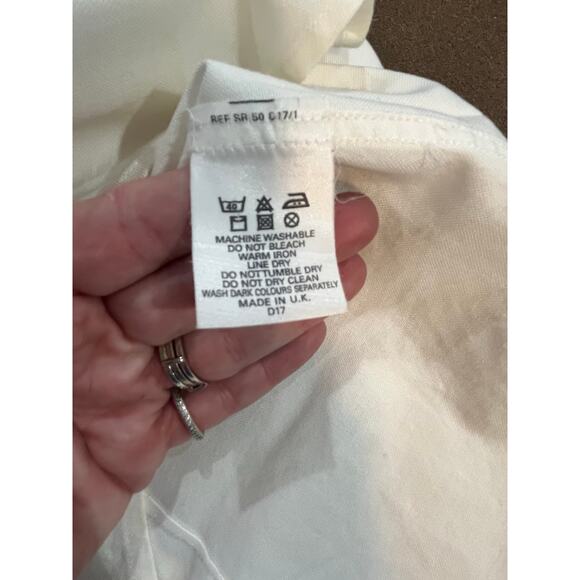 REF SR 50 C17/1
40
MACHINE WASHABLE
DO NOT BLEACH
WARM IRON
LINE DRY
DO NOT TUMBLE DRY
DO NOT DRY CLEAN
WASH DARK COLOURS SEPARATELY
MADE IN U.K.
D17